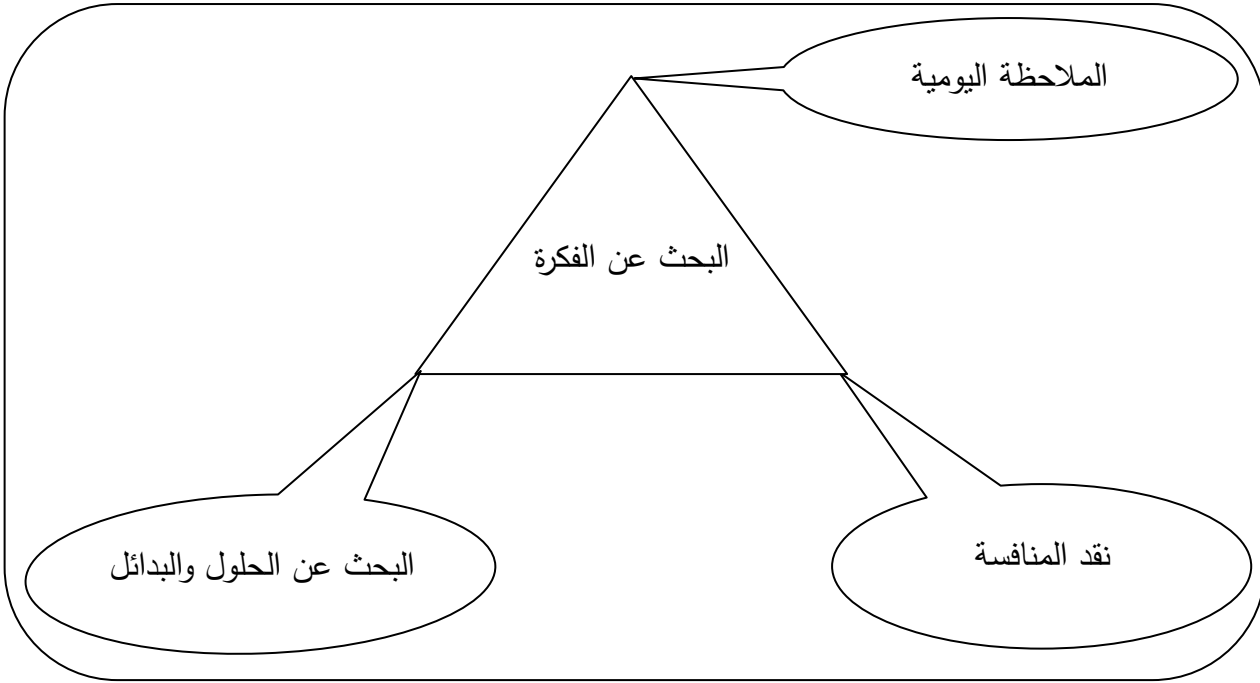 الملاحظة اليومية
البحث عن الفكرة
نقد المنافسة
البحث عن الحلول والبدائل